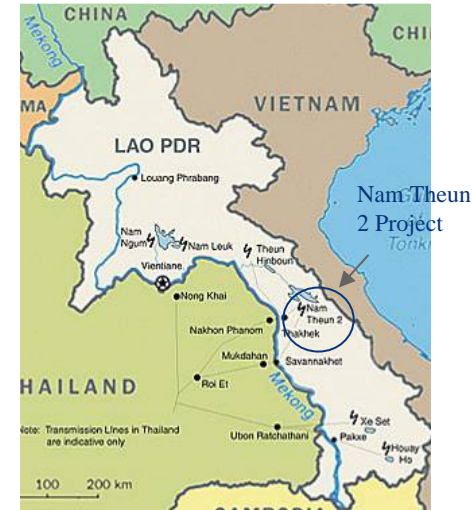 CHINA
CHI
Mekong
MA
VIETNAM
LAO PDR
Louang Phrabang
Nam Theun
2 Project
G
Tonki
Nam
Ngum
Nam Leuk
Theun
Hinboun
Vientiane
Nong Khai
Nam
Theun 2
Nakhon Phanom
Thakhek
Mukdahan
Savannakhet
Roi Et
HAILAND
Mekong
Note: Transmission Lines in Thailand
are indicative only
Ubon Ratchathani
Xe Set
Pakxe
Houay
Ho
100 200 km
CAMBODIA